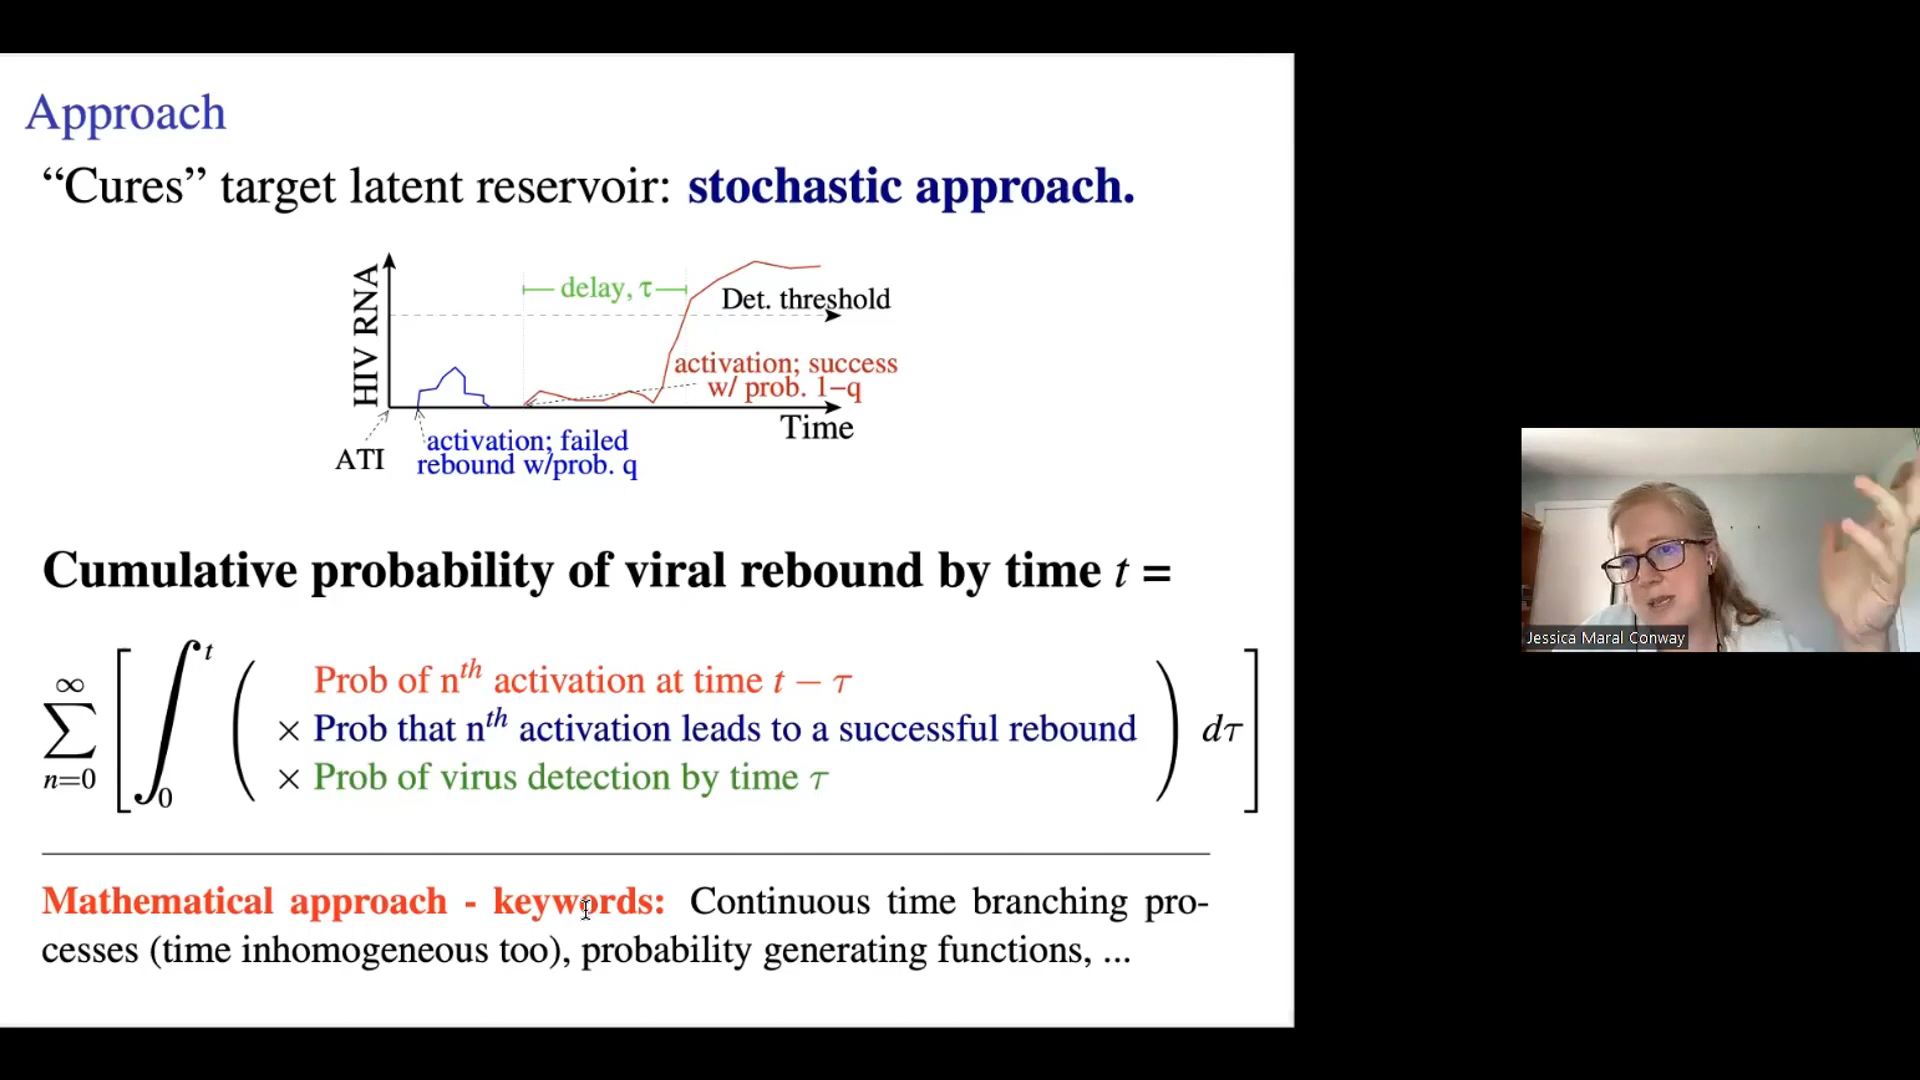 Approach
“Cures” target latent reservoir: stochastic approach.
HIV RNA
delay, τ
Det. threshold
activation; success
w/ prob. 1–q
Time
ATI
activation; failed
rebound w/prob. q
Cumulative probability of viral rebound by time t =
∞
∑
n=0
[ ∫ t
0
( Prob of nth activation at time t − τ
× Prob that nth activation leads to a successful rebound
× Prob of virus detection by time τ ) dτ ]
Mathematical approach - keywords: Continuous time branching pro-
cesses (time inhomogeneous too), probability generating functions, ...
Jessica Maral Conway